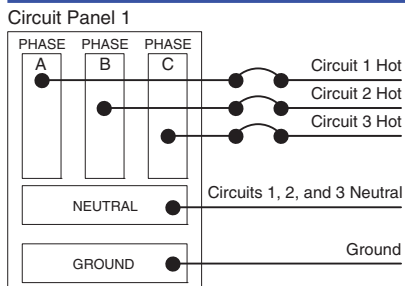 Circuit Panel 1
PHASE PHASE PHASE
A B C
Circuit 1 Hot
Circuit 2 Hot
Circuit 3 Hot
NEUTRAL
Circuits 1, 2, and 3 Neutral
GROUND
Ground